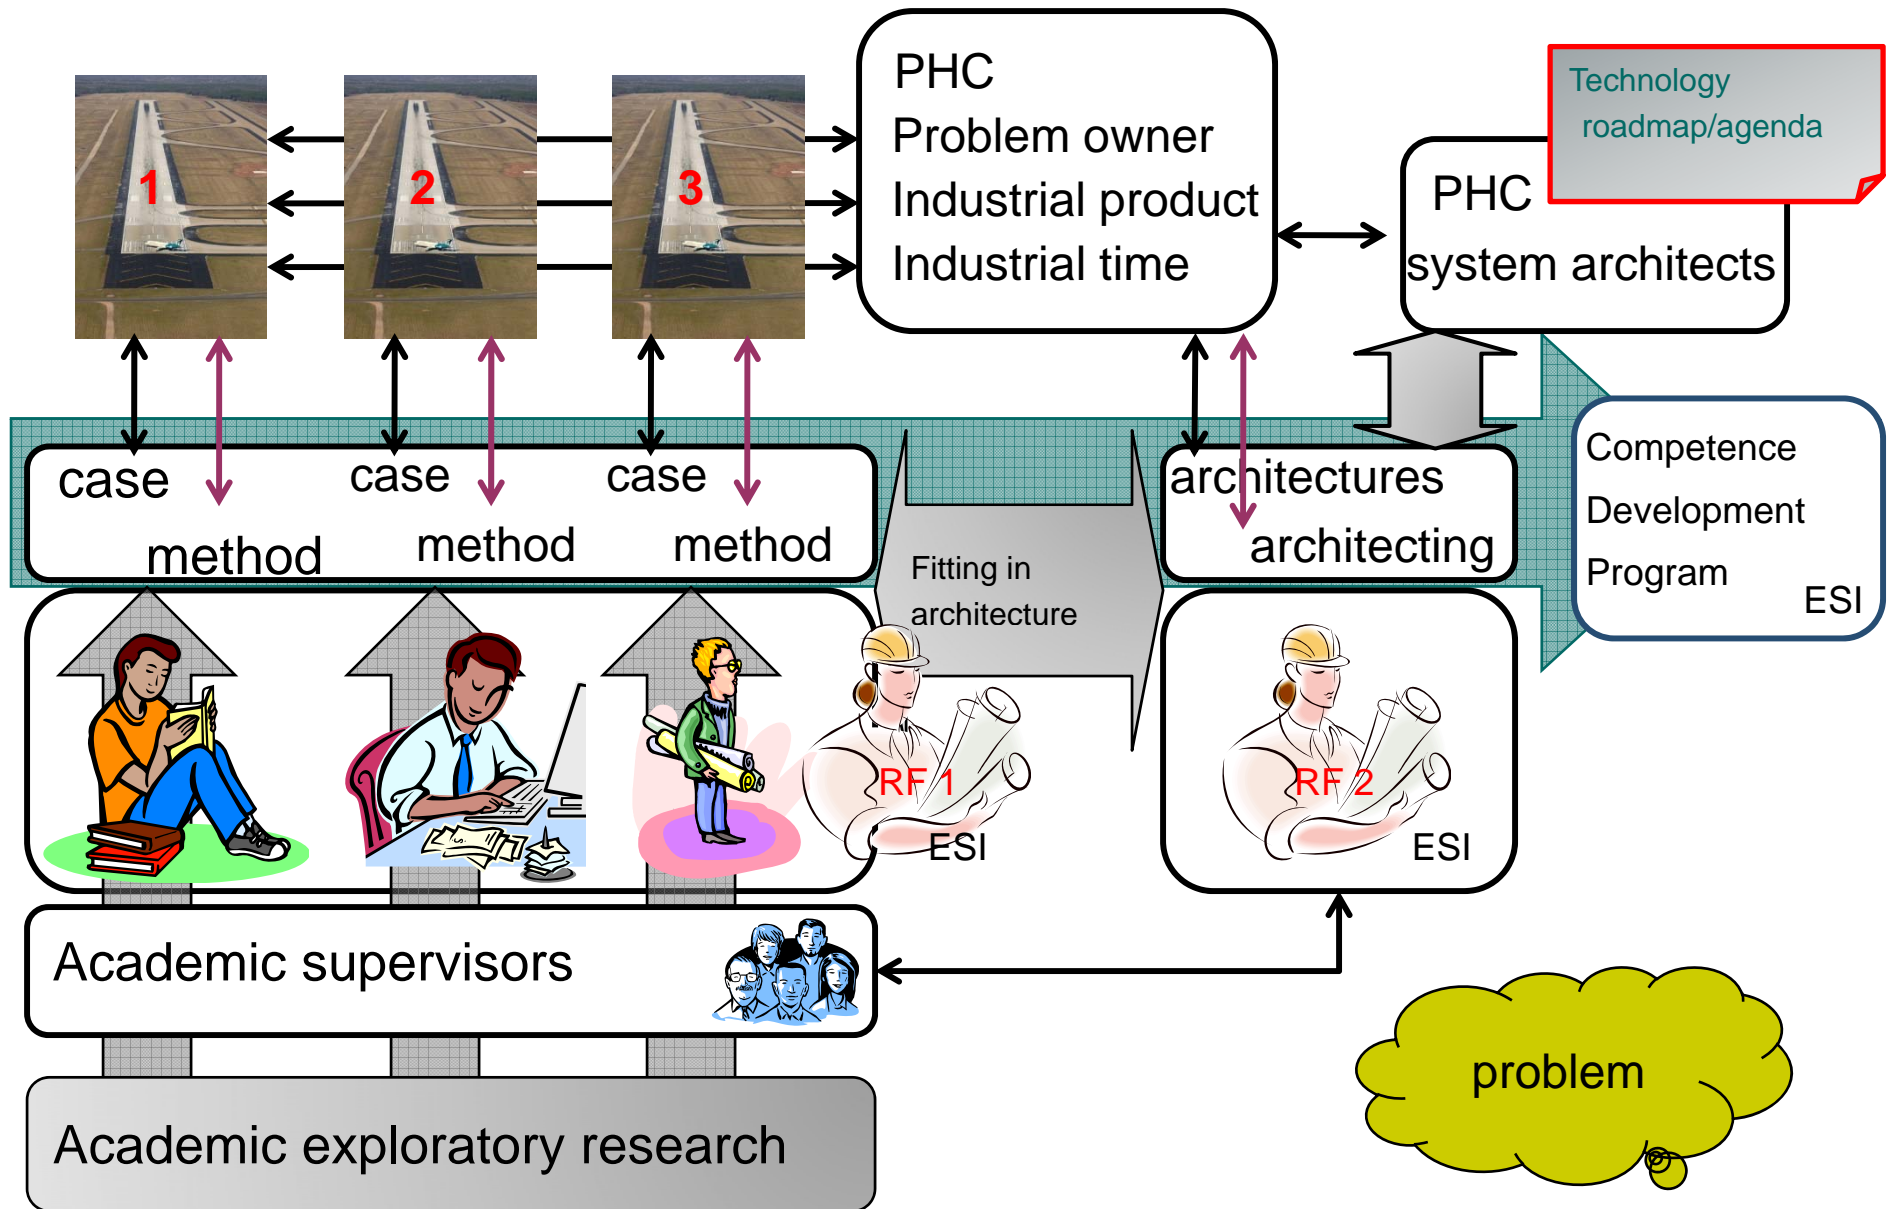 1
2
3
PHC
Problem owner
Industrial product
Industrial time
Technology
roadmap/agenda
PHC
system architects
case
method
case
method
case
method
Fitting in
architecture
architectures
architecting
Competence
Development
Program
ESI
RF 1
ESI
RF 2
ESI
Academic supervisors
Academic exploratory research
problem